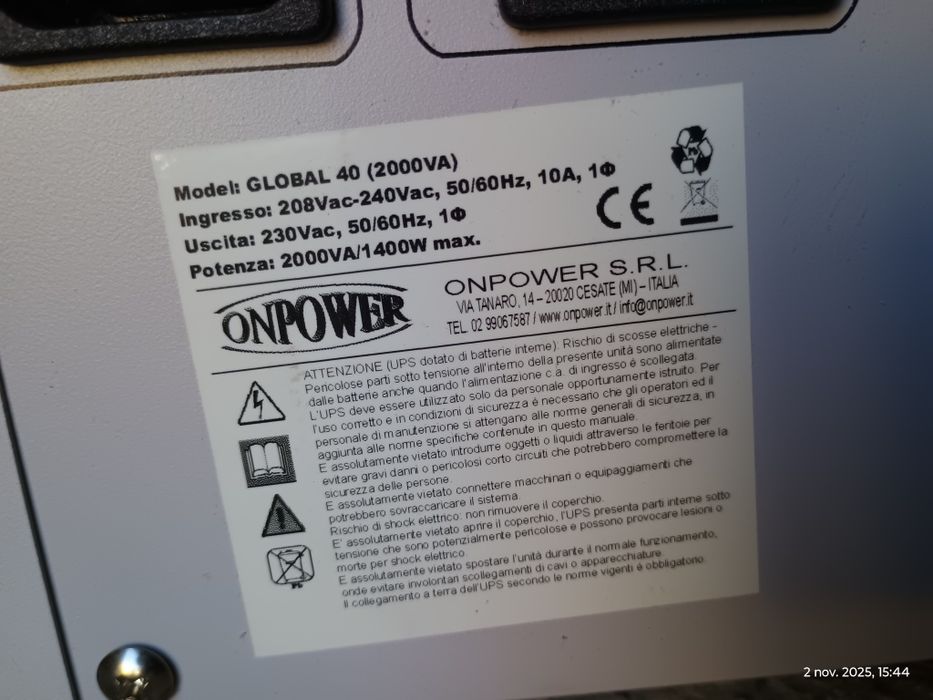 Model: GLOBAL 40 (2000VA)
Ingresso: 208Vac-240Vac, 50/60Hz, 10A, 1Φ
Uscita: 230Vac, 50/60Hz, 1Φ
Potenza: 2000VA/1400W max.
CE
Pb
ONPOWER
ONPOWER S.R.L.
VIA TANARO, 14 – 20020 CESATE (MI) – ITALIA
TEL. 02 99067587 / www.onpower.it / info@onpower.it
ATTENZIONE (UPS dotato di batterie interne): Rischio di scosse elettriche -
Pericolose parti sotto tensione all'interno della presente unità sono alimentate
dalle batterie anche quando l'alimentazione c.a. di ingresso é scollegata.
L'UPS deve essere utilizzato solo da personale opportunamente istruito. Per
l'uso corretto e in condizioni di sicurezza é necessario che gli operatori ed il
personale di manutenzione si attengano alle norme generali di sicurezza, in
aggiunta alle norme specifiche contenute in questo manuale.
E assolutamente vietato introdurre oggetti o liquidi attraverso le feritoie per
evitare gravi danni o pericolosi corto circuiti che potrebbero compromettere la
sicurezza delle persone.
E assolutamente vietato connettere macchinari o equipaggiamenti che
potrebbero sovraccaricare il sistema.
Rischio di shock elettrico: non rimuovere il coperchio.
E' assolutamente vietato aprire il coperchio, l'UPS presenta parti interne sotto
tensione che sono potenzialmente pericolose e possono provocare lesioni o
morte per shock elettrico.
E assolutamente vietato spostare l'unità durante il normale funzionamento,
onde evitare involontari scollegamenti di cavi o apparecchiature.
Il collegamento a terra dell'UPS secondo le norme vigenti é obbligatorio.
Pb
2 nov. 2025, 15:44